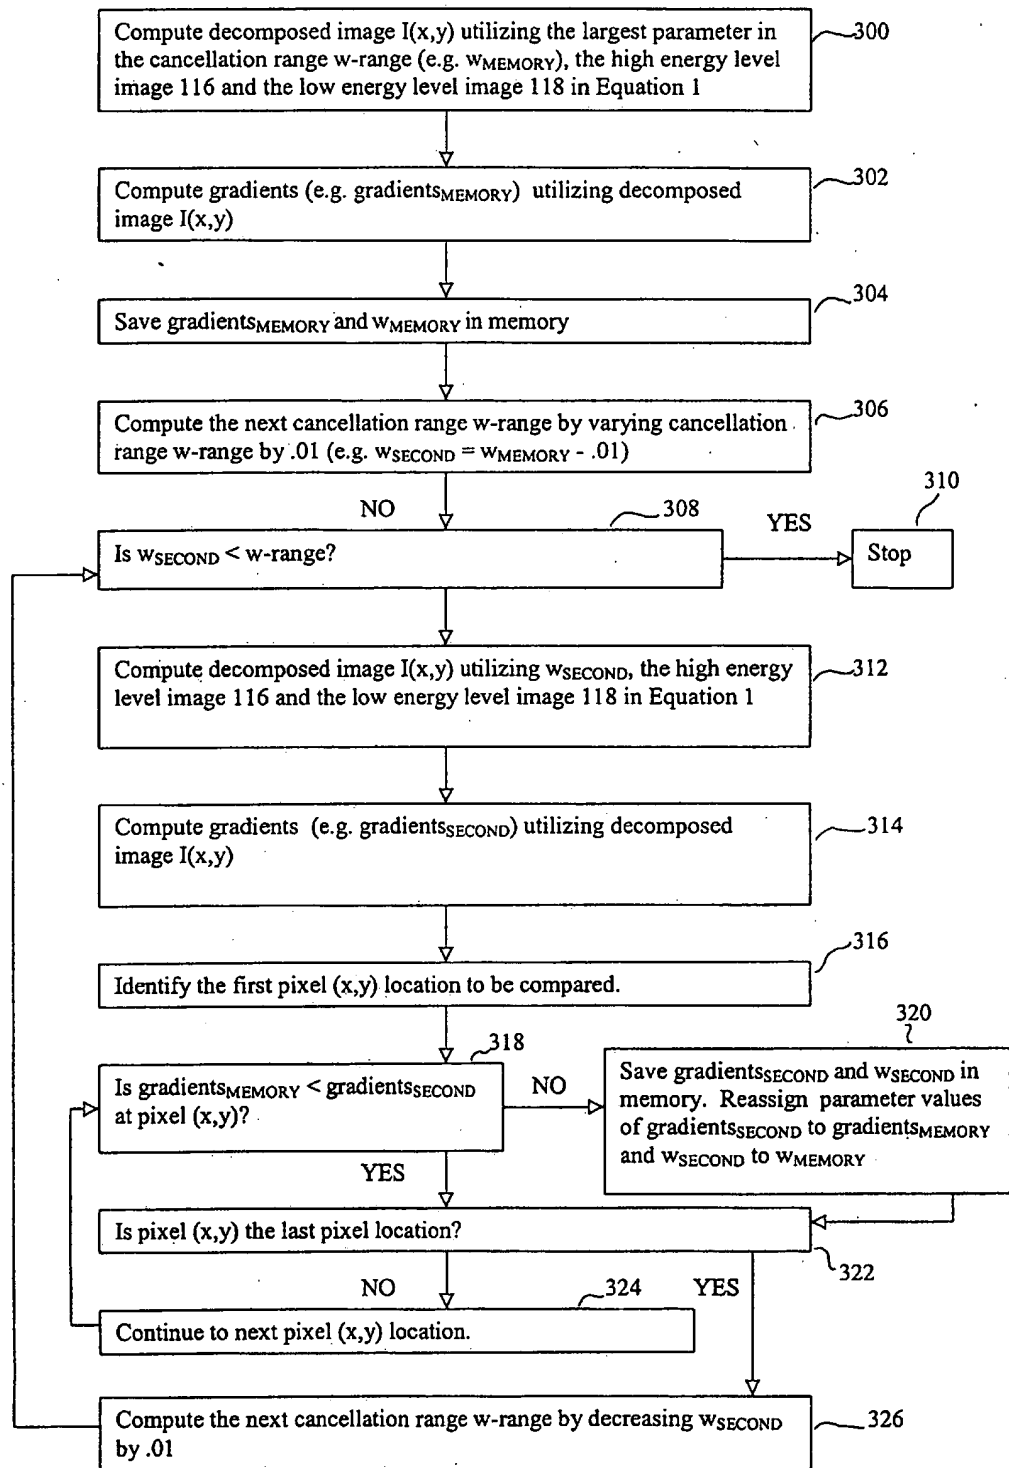 Compute decomposed image I(x,y) utilizing the largest parameter in
the cancellation range w-range (e.g. wMEMORY), the high energy level
image 116 and the low energy level image 118 in Equation 1
300
Compute gradients (e.g. gradientsMEMORY) utilizing decomposed
image I(x,y)
302
Save gradientsMEMORY and wMEMORY in memory
304
Compute the next cancellation range w-range by varying cancellation
range w-range by .01 (e.g. wSECOND = wMEMORY - .01)
306
NO
308
YES
310
Is wSECOND < w-range?
Stop
Compute decomposed image I(x,y) utilizing wSECOND, the high energy
level image 116 and the low energy level image 118 in Equation 1
312
Compute gradients (e.g. gradientsSECOND) utilizing decomposed
image I(x,y)
314
Identify the first pixel (x,y) location to be compared.
316
318
Is gradientsMEMORY < gradientsSECOND
at pixel (x,y)?
NO
320
Save gradientsSECOND and wSECOND in
memory. Reassign parameter values
of gradientsSECOND to gradientsMEMORY
and wSECOND to wMEMORY
YES
Is pixel (x,y) the last pixel location?
322
NO
324
YES
Continue to next pixel (x,y) location.
Compute the next cancellation range w-range by decreasing wSECOND
by .01
326